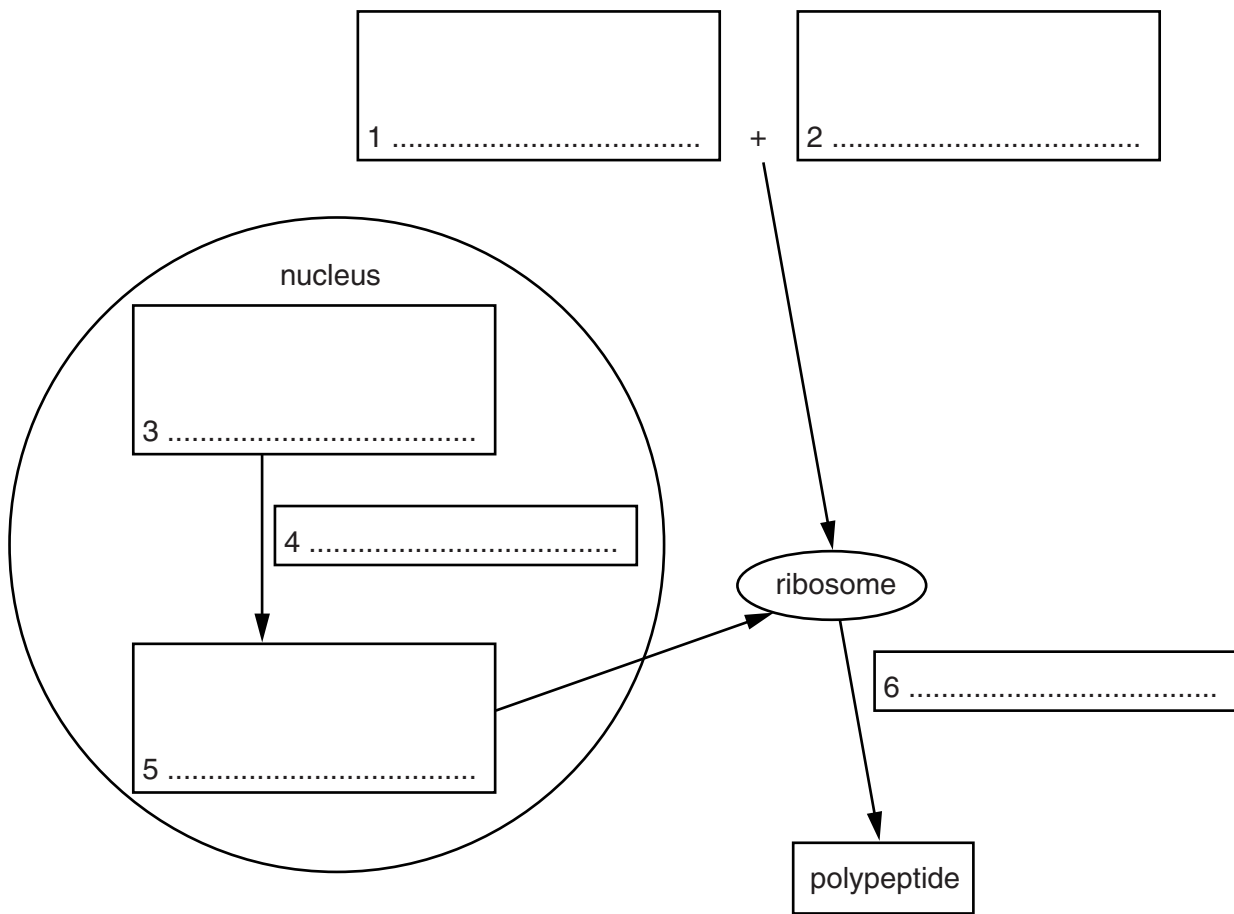 1 ...................................... + 2 ......................................
nucleus
3 ......................................
4 ......................................
ribosome
6 ......................................
5 ......................................
polypeptide